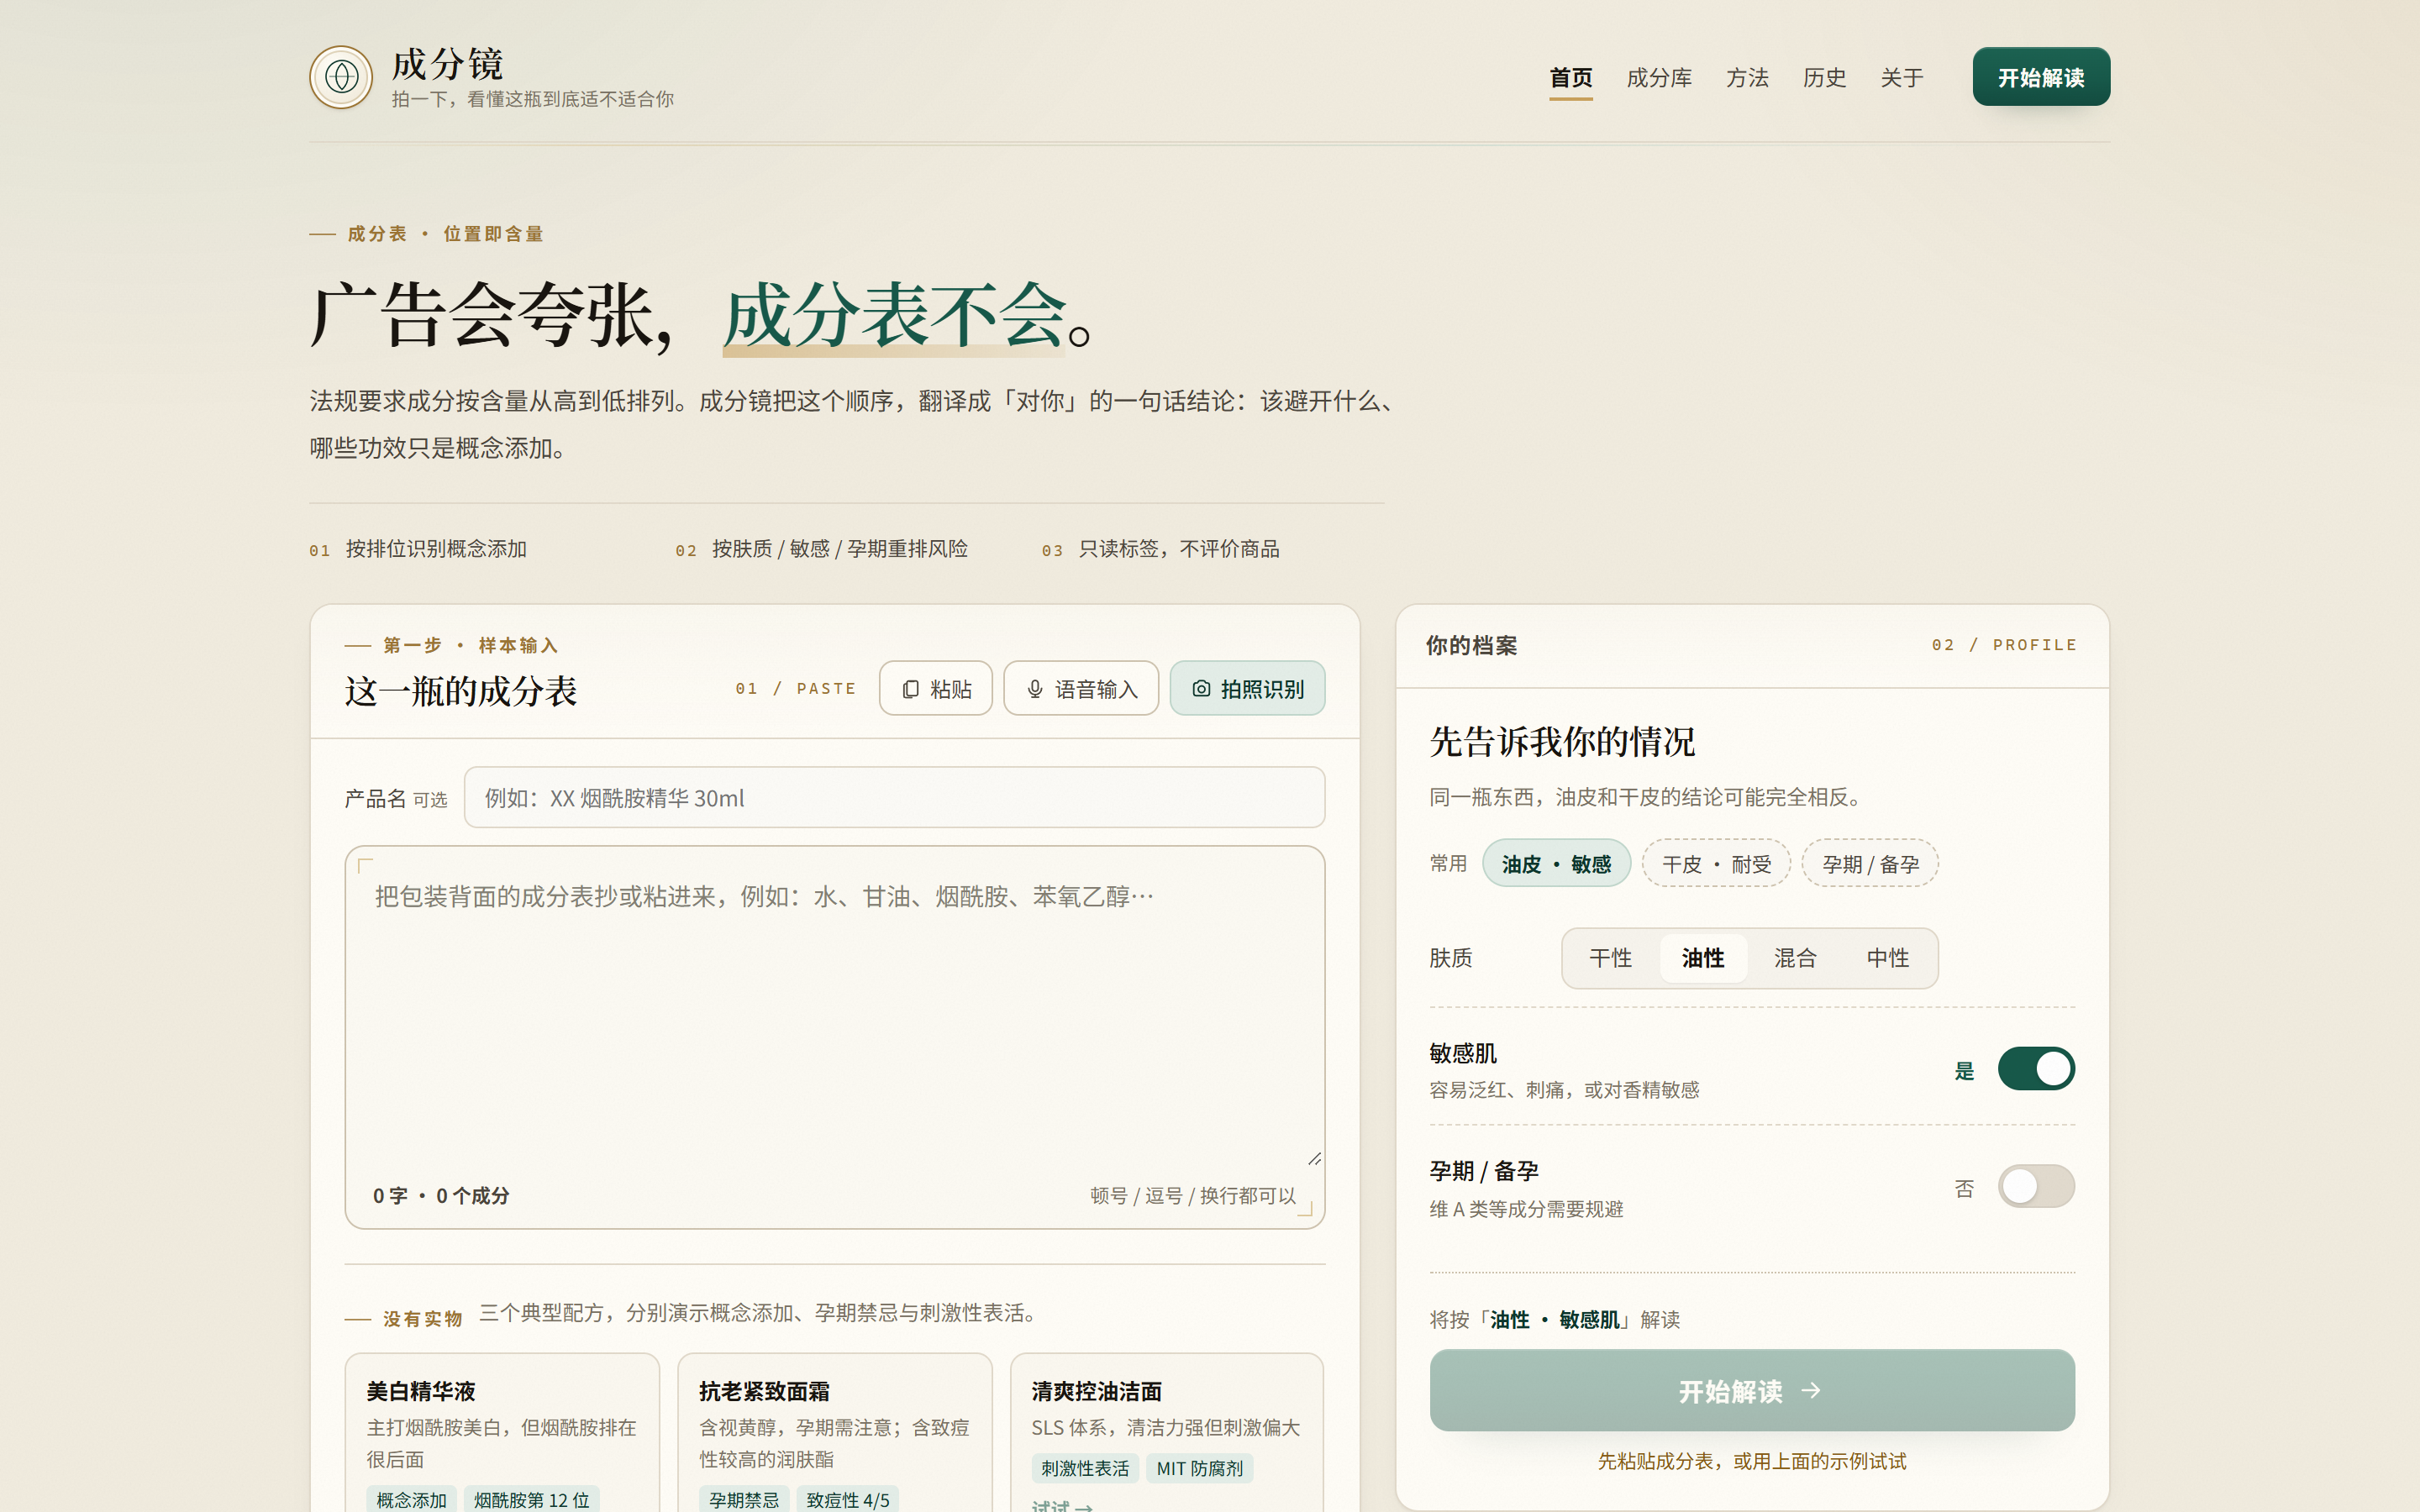 成分镜
拍一下，看懂这瓶到底适不适合你
首页 成分库 方法 历史 关于 开始解读
成分表 · 位置即含量
广告会夸张，成分表不会。
法规要求成分按含量从高到低排列。成分镜把这个顺序，翻译成「对你」的一句话结论：该避开什么、
哪些功效只是概念添加。
01 按排位识别概念添加 02 按肤质 / 敏感 / 孕期重排风险 03 只读标签，不评价商品
第一步 · 样本输入
这一瓶的成分表
01 / PASTE 粘贴 语音输入 拍照识别
产品名 可选 例如：XX 烟酰胺精华 30ml
把包装背面的成分表抄或粘进来，例如：水、甘油、烟酰胺、苯氧乙醇…
0 字 · 0 个成分 顿号 / 逗号 / 换行都可以
没有实物 三个典型配方，分别演示概念添加、孕期禁忌与刺激性表活。
美白精华液
主打烟酰胺美白，但烟酰胺排在
很后面
概念添加 烟酰胺第 12 位
抗老紧致面霜
含视黄醇，孕期需注意；含致痘
性较高的润肤酯
孕期禁忌 致痘性 4/5
清爽控油洁面
SLS 体系，清洁力强但刺激偏大
刺激性表活 MIT 防腐剂
试试 →
你的档案 02 / PROFILE
先告诉我你的情况
同一瓶东西，油皮和干皮的结论可能完全相反。
常用 油皮 · 敏感 干皮 · 耐受 孕期 / 备孕
肤质 干性 油性 混合 中性
敏感肌
容易泛红、刺痛，或对香精敏感
是
孕期 / 备孕
维 A 类等成分需要规避
否
将按「油性 · 敏感肌」解读
开始解读 →
先粘贴成分表，或用上面的示例试试